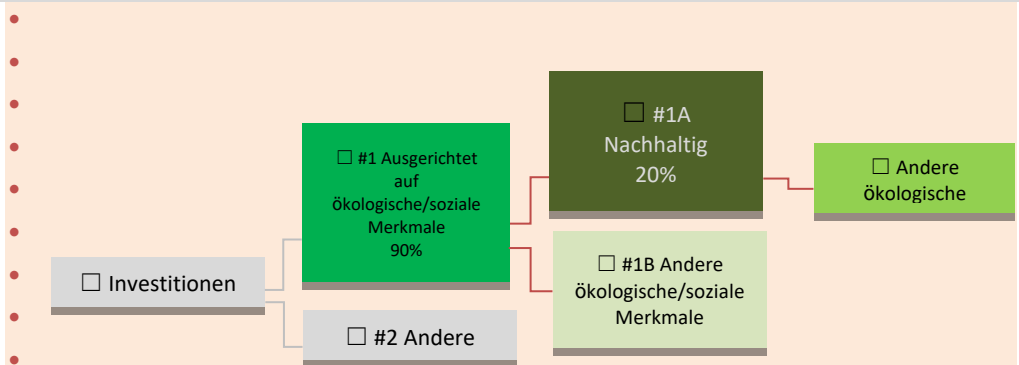 ☐ #1A
Nachhaltig
20%
☐ #1 Ausgerichtet
auf
ökologische/soziale
Merkmale
90%
☐ Andere
ökologische
☐ Investitionen
☐ #1B Andere
ökologische/soziale
Merkmale
☐ #2 Andere